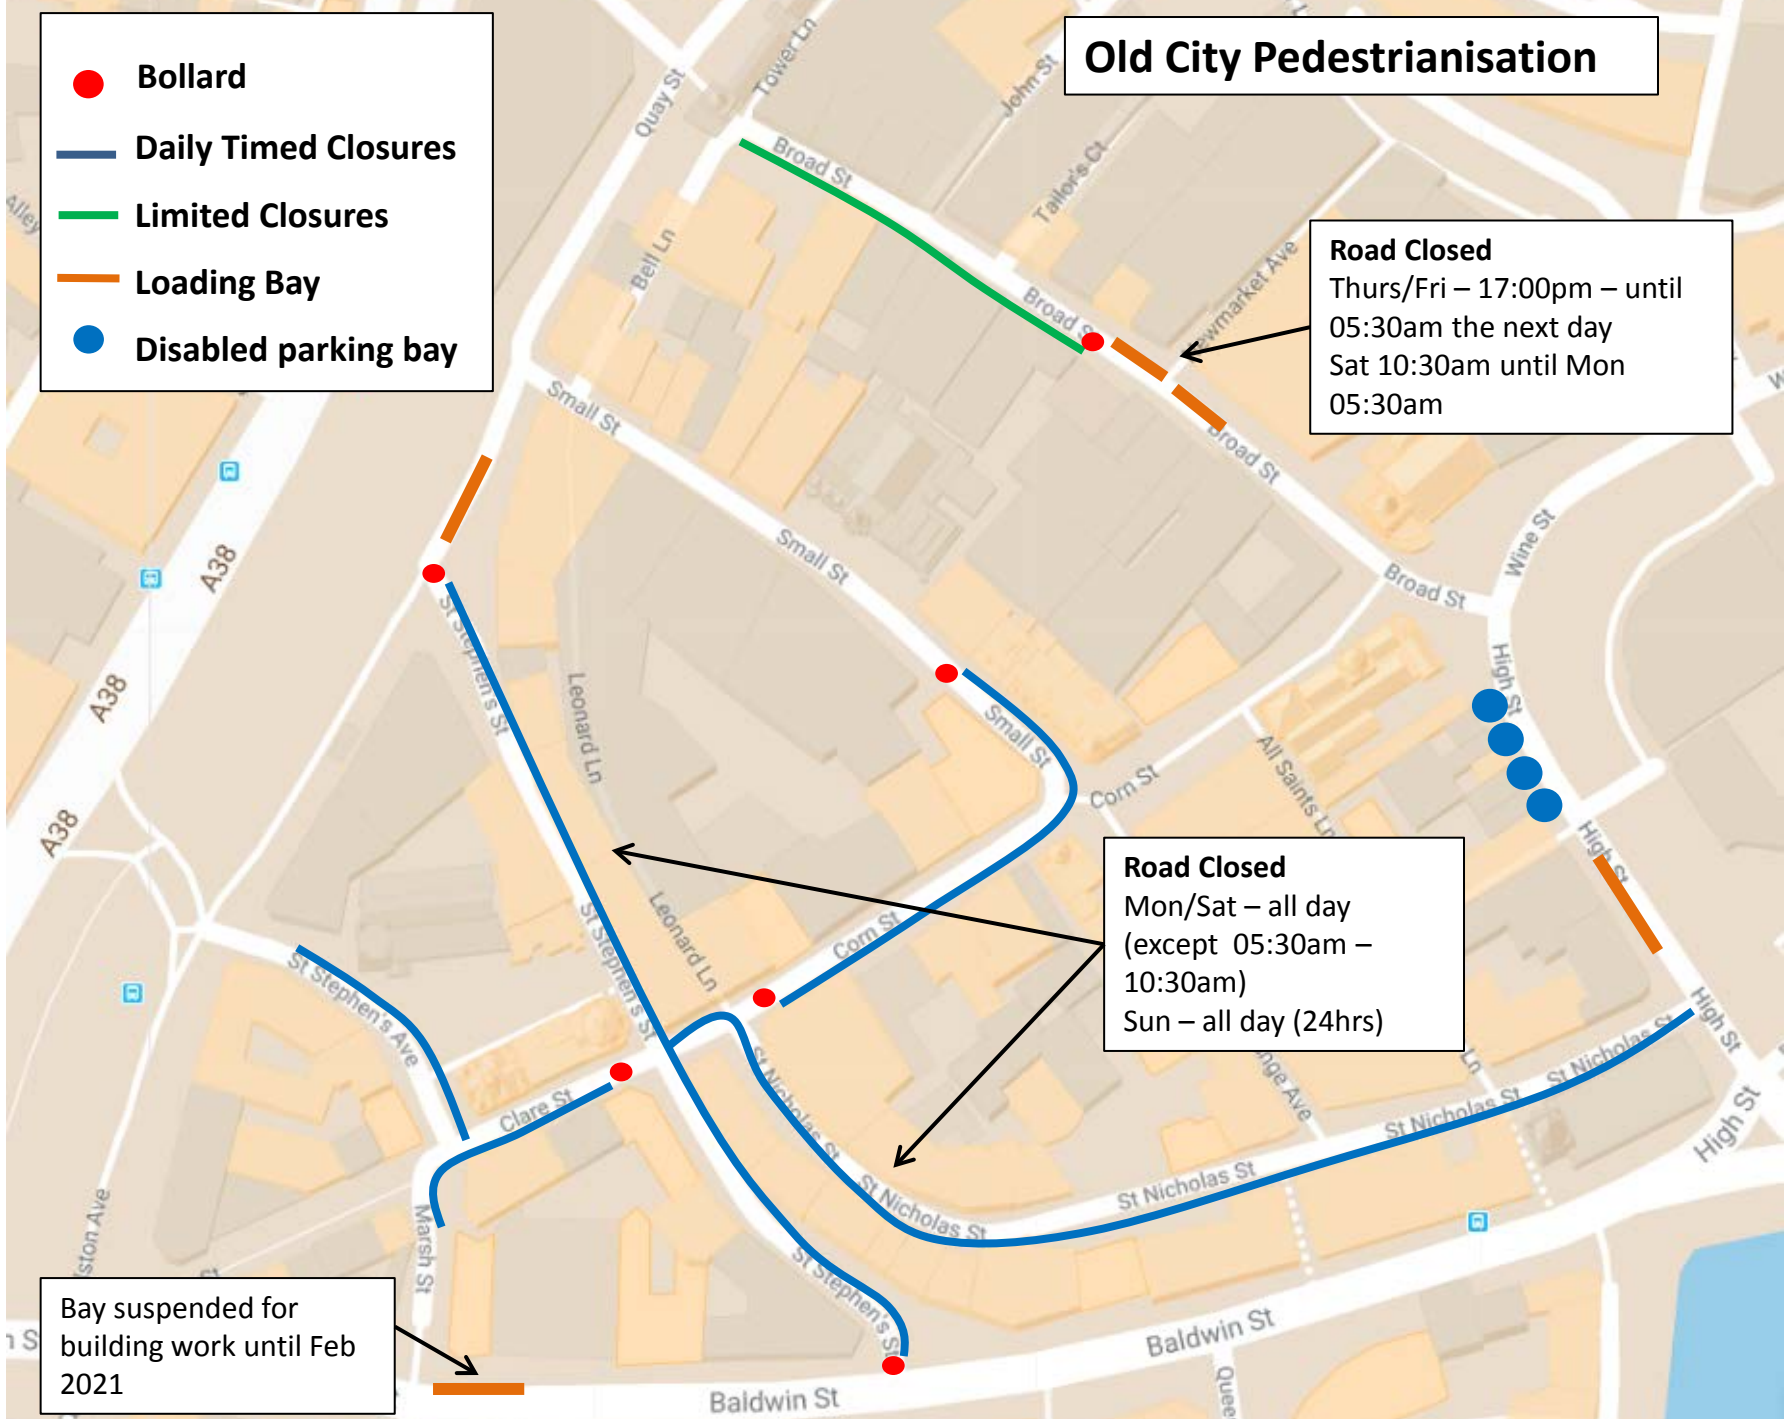 Old City Pedestrianisation
Bollard
Daily Timed Closures
Limited Closures
Loading Bay
Disabled parking bay
Road Closed
Thurs/Fri – 17:00pm – until
05:30am the next day
Sat 10:30am until Mon
05:30am
Road Closed
Mon/Sat – all day
(except 05:30am –
10:30am)
Sun – all day (24hrs)
Bay suspended for
building work until Feb
2021
Tower Ln
Quay St
John St
Tailor's Ct
Broad St
Bell Ln
Broad St
Broad St
Broad St
Alley
Small St
Small St
Small St
Wine St
High St
High St
High St
High St
A38
A38
A38
St Stephen's St
St Stephen's St
St Stephen's St
Leonard Ln
Leonard Ln
Corn St
Corn St
All Saints Ln
St Stephen's Ave
Clare St
Marsh St
St Nicholas St
St Nicholas St
St Nicholas St
St Nicholas St
St Nicholas St
Ln
Baldwin St
Baldwin St